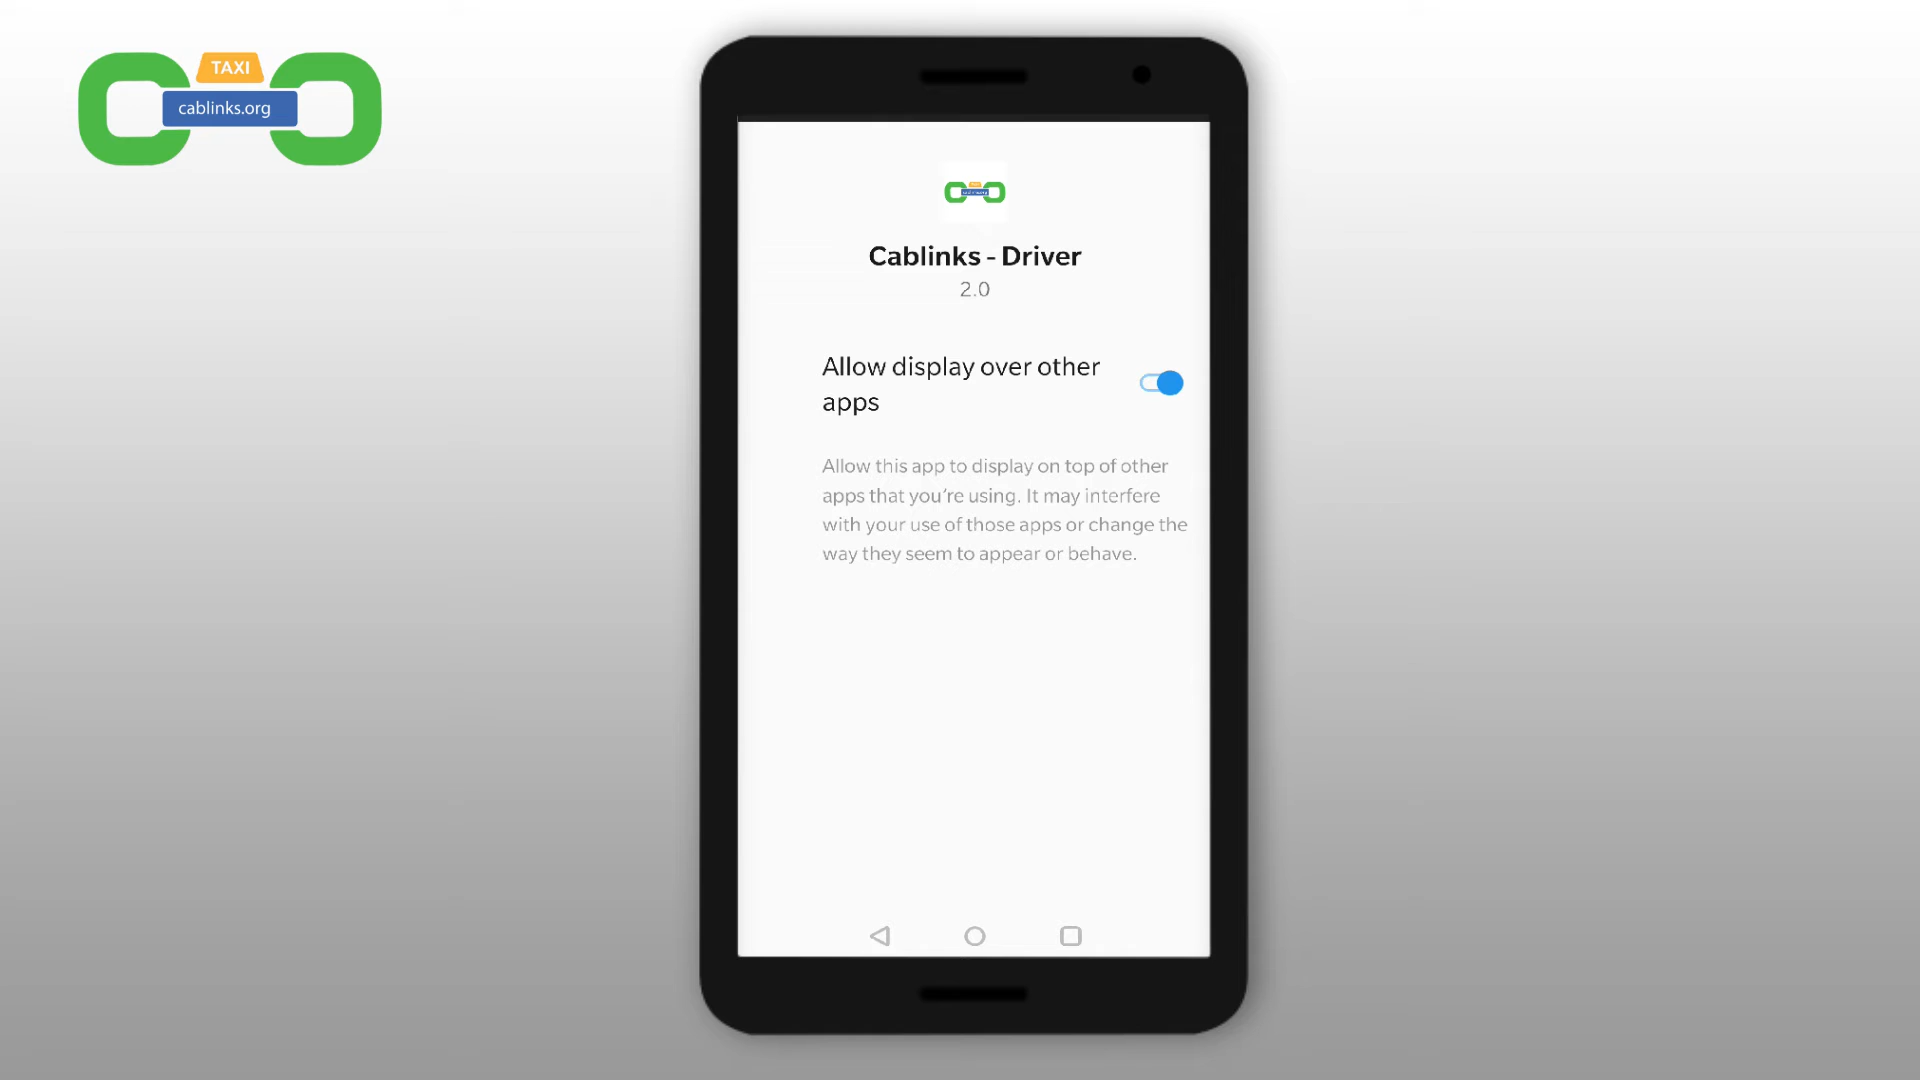 TAXI
cablinks.org
Cablinks - Driver
2.0
Allow display over other
apps
Allow this app to display on top of other
apps that you're using. It may interfere
with your use of those apps or change the
way they seem to appear or behave.